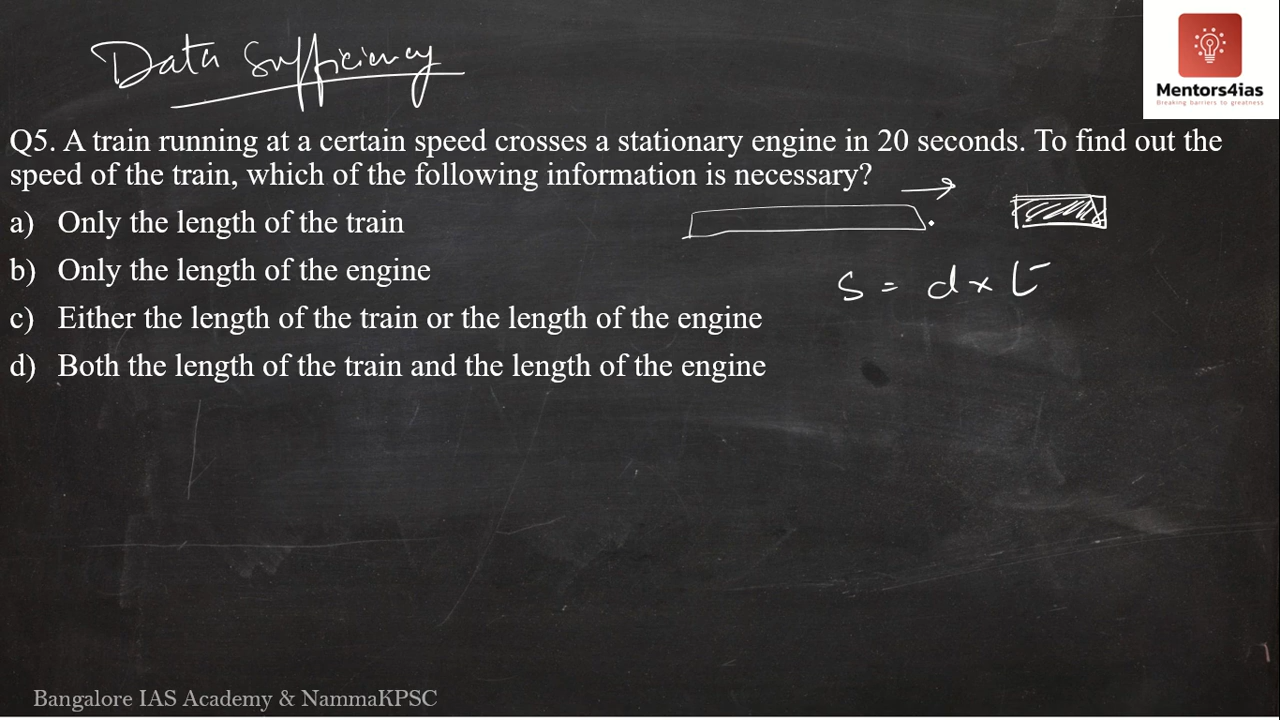 Data Sufficiency
Mentors4ias
Breaking barriers to greatness
Q5. A train running at a certain speed crosses a stationary engine in 20 seconds. To find out the
speed of the train, which of the following information is necessary?
a) Only the length of the train
b) Only the length of the engine
c) Either the length of the train or the length of the engine
d) Both the length of the train and the length of the engine
S = d x t
Bangalore IAS Academy & NammaKPSC